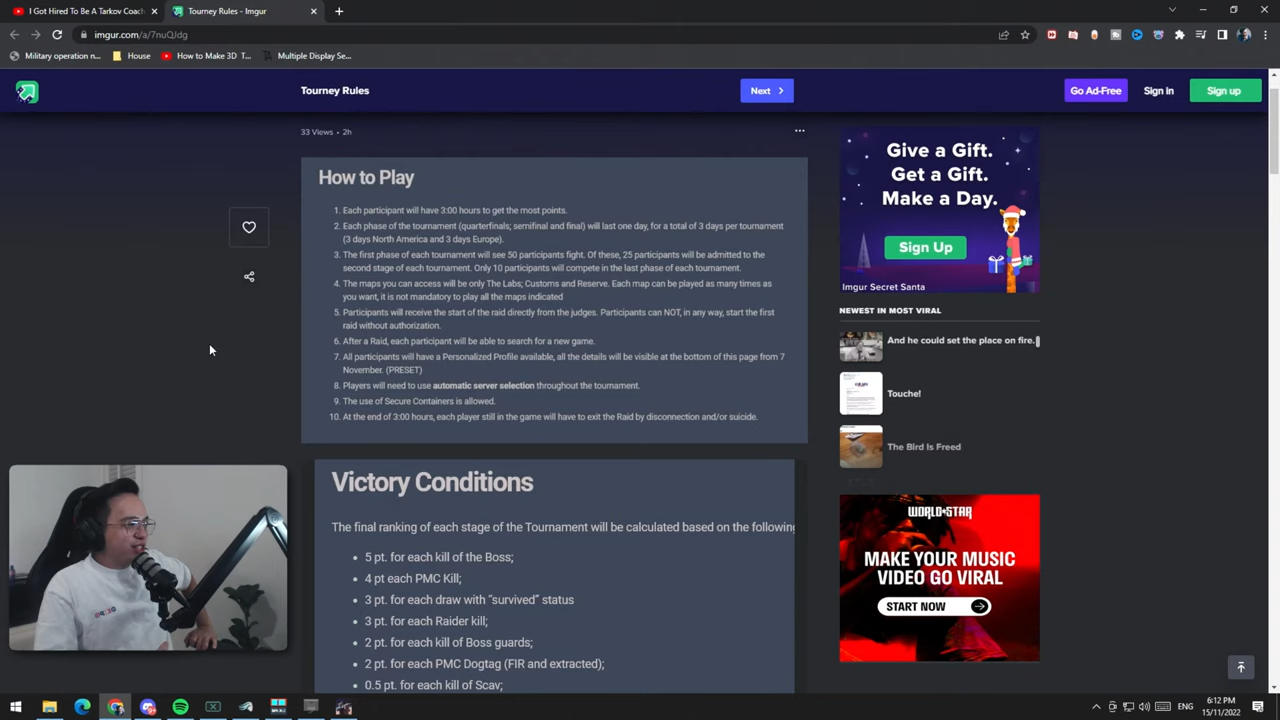 I Got Hired To Be A Tarkov Coach
Tourney Rules - Imgur
imgur.com/a/7nuQJdg
Military operation n...
House
How to Make 3D T...
Multiple Display Se...
Tourney Rules
Next
Go Ad-Free
Sign in
Sign up
33 Views • 2h
How to Play
1. Each participant will have 3:00 hours to get the most points.
2. Each phase of the tournament (quarterfinals; semifinal and final) will last one day, for a total of 3 days per tournament
(3 days North America and 3 days Europe).
3. The first phase of each tournament will see 50 participants fight. Of these, 25 participants will be admitted to the
second stage of each tournament. Only 10 participants will compete in the last phase of each tournament.
4. The maps you can access will be only The Labs; Customs and Reserve. Each map can be played as many times as
you want, it is not mandatory to play all the maps indicated
5. Participants will receive the start of the raid directly from the judges. Participants can NOT, in any way, start the first
raid without authorization.
6. After a Raid, each participant will be able to search for a new game.
7. All participants will have a Personalized Profile available, all the details will be visible at the bottom of this page from 7
November. (PRESET)
8. Players will need to use automatic server selection throughout the tournament.
9. The use of Secure Containers is allowed.
10. At the end of 3:00 hours, each player still in the game will have to exit the Raid by disconnection and/or suicide.
Victory Conditions
The final ranking of each stage of the Tournament will be calculated based on the following
• 5 pt. for each kill of the Boss;
• 4 pt each PMC Kill;
• 3 pt. for each draw with “survived” status
• 3 pt. for each Raider kill;
• 2 pt. for each kill of Boss guards;
• 2 pt. for each PMC Dogtag (FIR and extracted);
• 0.5 pt. for each kill of Scav;
Give a Gift.
Get a Gift.
Make a Day.
Sign Up
Imgur Secret Santa
NEWEST IN MOST VIRAL
And he could set the place on fire.
Touche!
The Bird Is Freed
WORLDSTAR
MAKE YOUR MUSIC
VIDEO GO VIRAL
START NOW
ENG
6:12 PM
15/11/2022